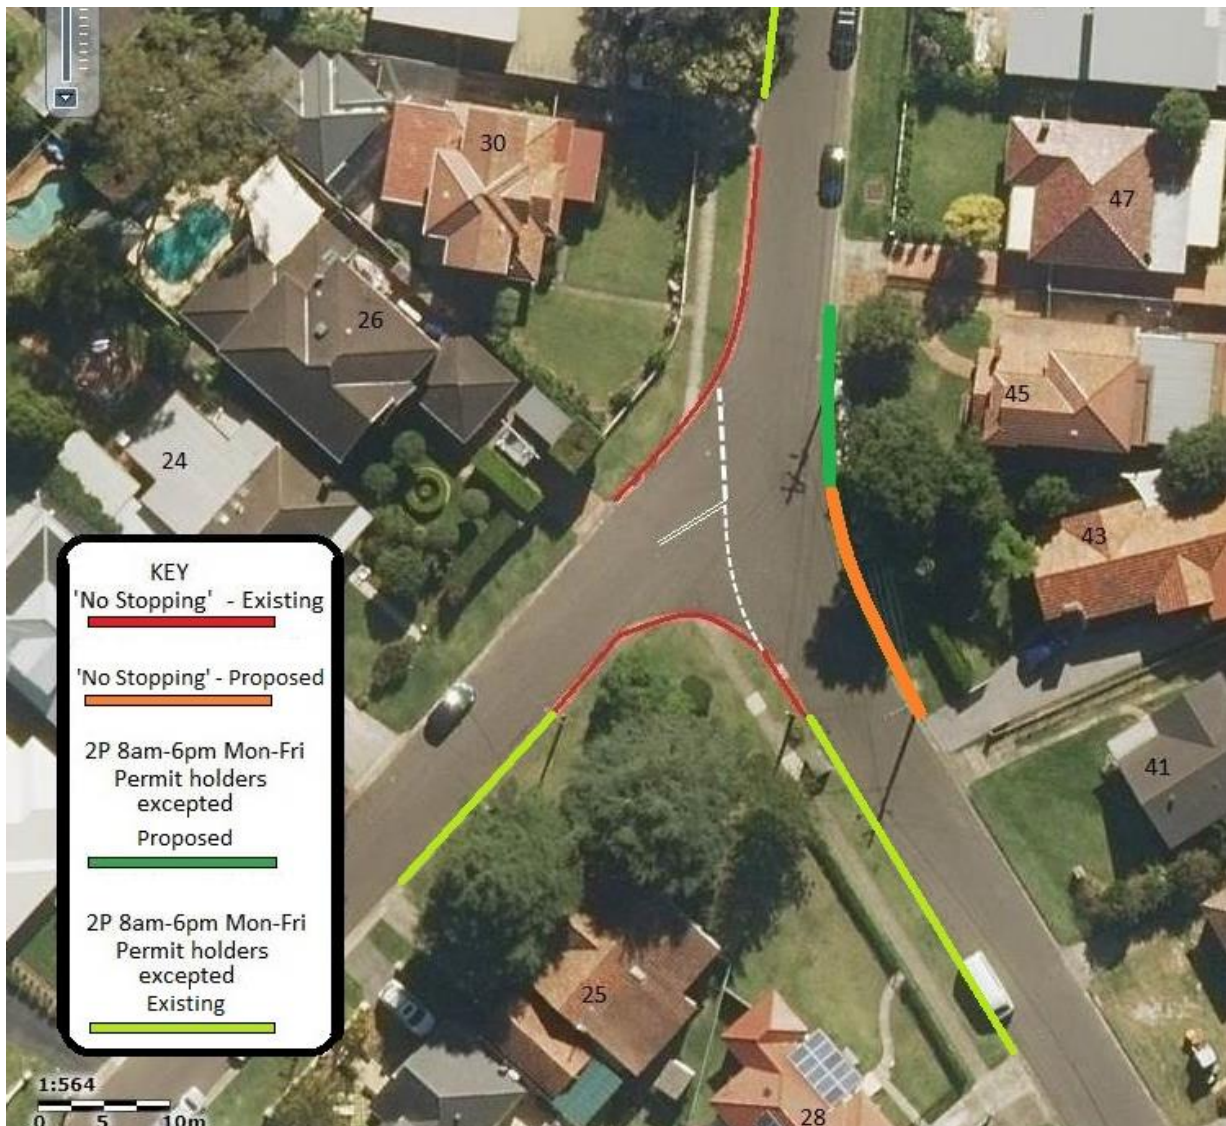 30
47
26
45
24
43
KEY
'No Stopping' - Existing
'No Stopping' - Proposed
2P 8am-6pm Mon-Fri
Permit holders
excepted
Proposed
2P 8am-6pm Mon-Fri
Permit holders
excepted
Existing
41
25
28
1:564
0 5 10m